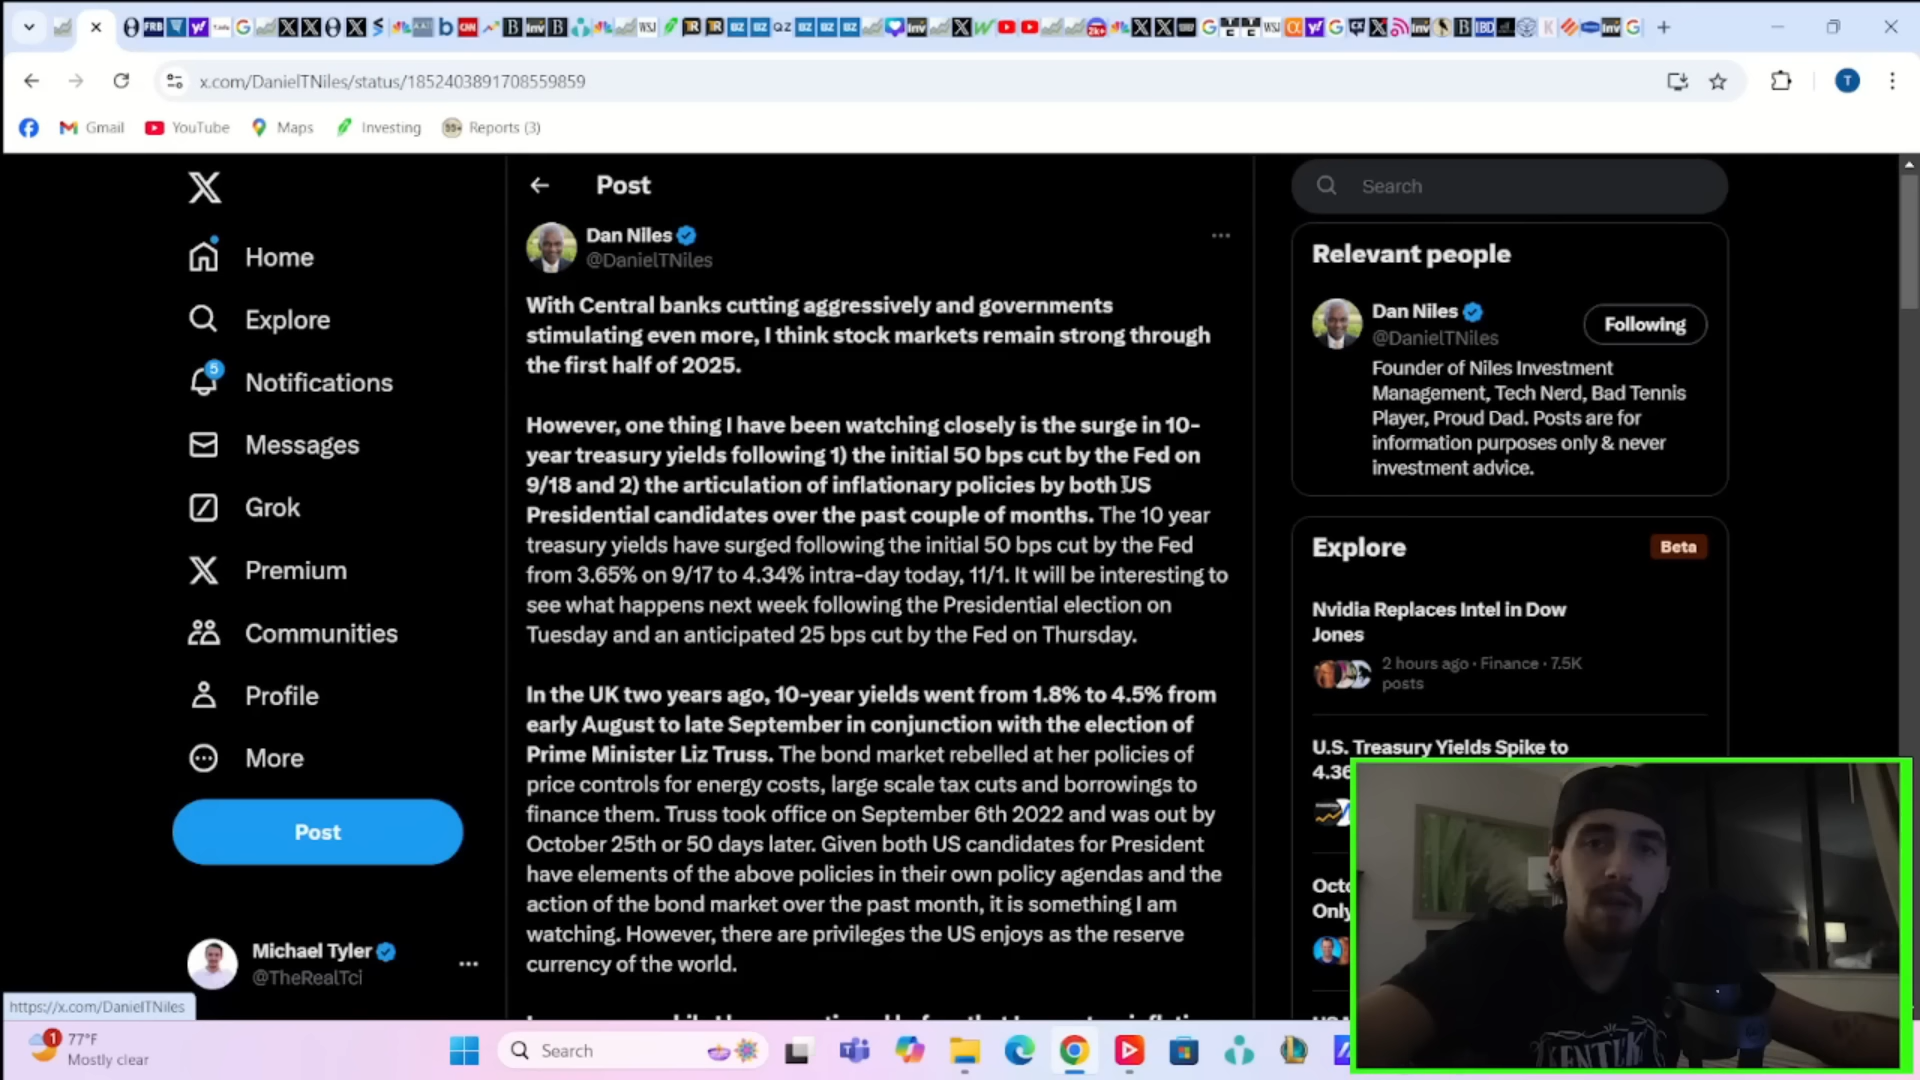 x.com/DanielTNiles/status/1852403891708559859
Gmail
YouTube
Maps
Investing
Reports (3)
Post
Search
Home
Explore
5
Notifications
Messages
Grok
Premium
Communities
Profile
More
Post
Michael Tyler
@TheRealTci
https://x.com/DanielTNiles
Dan Niles
@DanielTNiles
With Central banks cutting aggressively and governments
stimulating even more, I think stock markets remain strong through
the first half of 2025.
However, one thing I have been watching closely is the surge in 10-
year treasury yields following 1) the initial 50 bps cut by the Fed on
9/18 and 2) the articulation of inflationary policies by both US
Presidential candidates over the past couple of months. The 10 year
treasury yields have surged following the initial 50 bps cut by the Fed
from 3.65% on 9/17 to 4.34% intra-day today, 11/1. It will be interesting to
see what happens next week following the Presidential election on
Tuesday and an anticipated 25 bps cut by the Fed on Thursday.
In the UK two years ago, 10-year yields went from 1.8% to 4.5% from
early August to late September in conjunction with the election of
Prime Minister Liz Truss. The bond market rebelled at her policies of
price controls for energy costs, large scale tax cuts and borrowings to
finance them. Truss took office on September 6th 2022 and was out by
October 25th or 50 days later. Given both US candidates for President
have elements of the above policies in their own policy agendas and the
action of the bond market over the past month, it is something I am
watching. However, there are privileges the US enjoys as the reserve
currency of the world.
Relevant people
Dan Niles
@DanielTNiles
Following
Founder of Niles Investment
Management, Tech Nerd, Bad Tennis
Player, Proud Dad. Posts are for
information purposes only & never
investment advice.
Explore
Beta
Nvidia Replaces Intel in Dow
Jones
2 hours ago · Finance · 7.5K
posts
U.S. Treasury Yields Spike to
4.36
Octo
Only
1
77°F
Mostly clear
Search